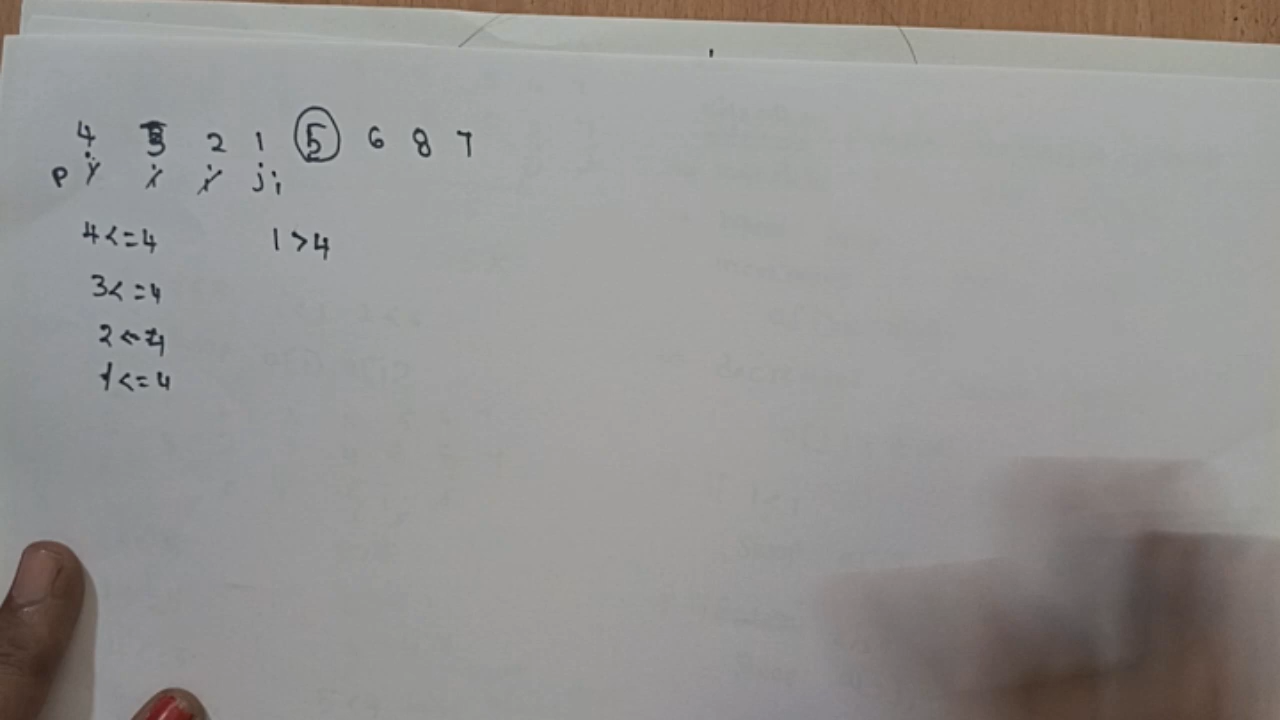 4 3 2 1 5 6 8 7
P i i i j i
4<=4 1>4
3<=4
2<=4
1<=4